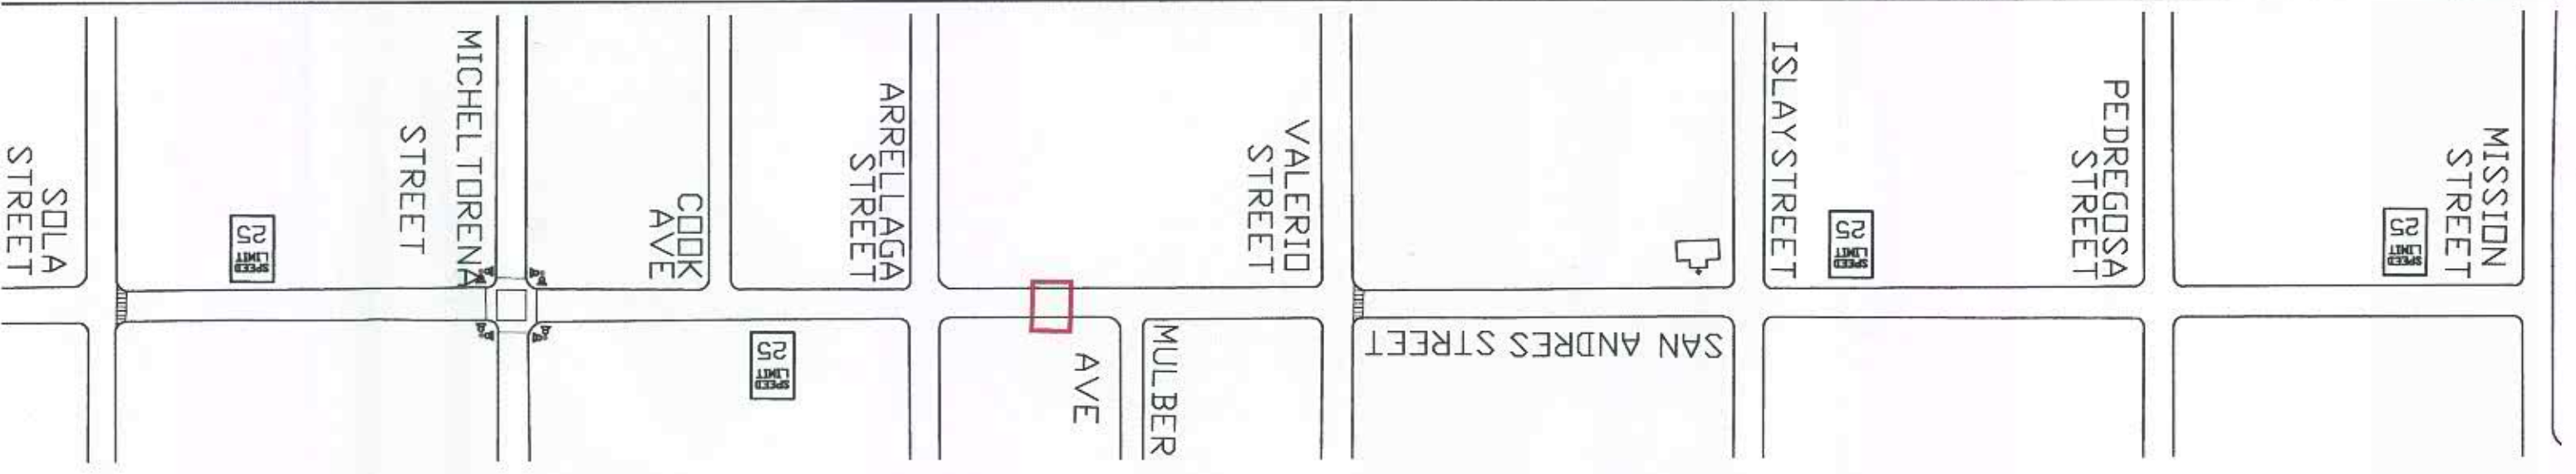 SOLA
STREET
SPEED
LIMIT
25
MICHELTORENA
STREET
COOK
AVE
ARRELLAGA
STREET
SPEED
LIMIT
25
VALERIO
STREET
MULBER
AVE
SAN ANDRES STREET
ISLAY STREET
SPEED
LIMIT
25
PEDREGOSA
STREET
SPEED
LIMIT
25
MISSION
STREET